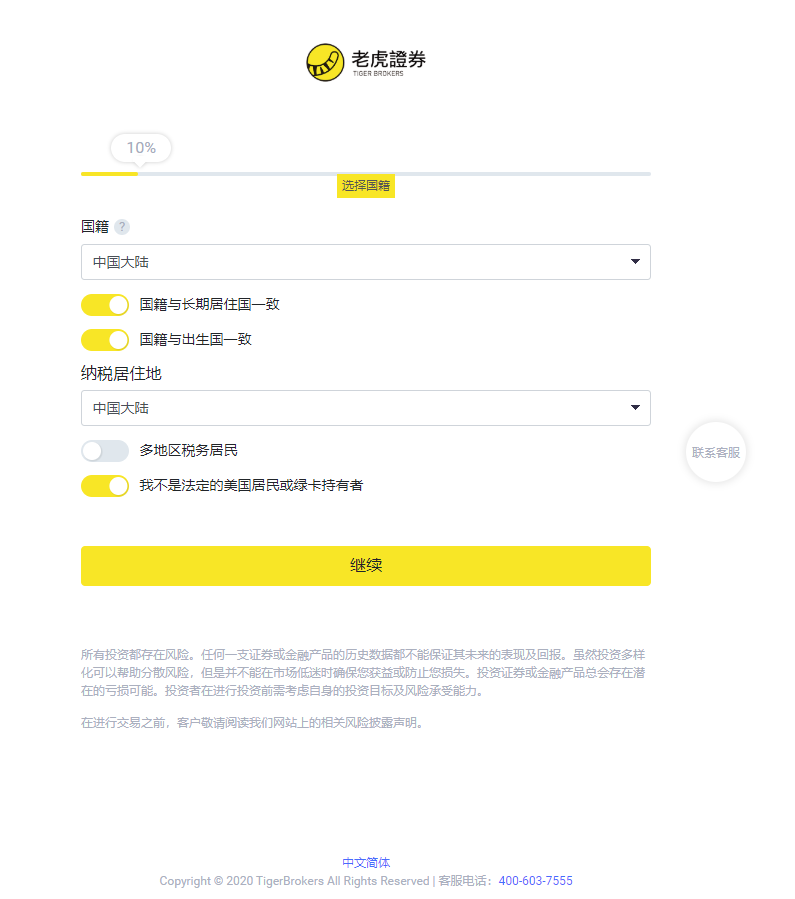 老虎證券
TIGER BROKERS
10%
选择国籍
国籍 ?
中国大陆
国籍与长期居住国一致
国籍与出生国一致
纳税居住地
中国大陆
多地区税务居民
联系客服
我不是法定的美国居民或绿卡持有者
继续
所有投资都存在风险。任何一支证券或金融产品的历史数据都不能保证其未来的表现及回报。虽然投资多样
化可以帮助分散风险，但是并不能在市场低迷时确保您获益或防止您损失。投资证券或金融产品总会存在潜
在的亏损可能。投资者在进行投资前需考虑自身的投资目标及风险承受能力。
在进行交易之前，客户敬请阅读我们网站上的相关风险披露声明。
中文简体
Copyright © 2020 TigerBrokers All Rights Reserved | 客服电话：400-603-7555